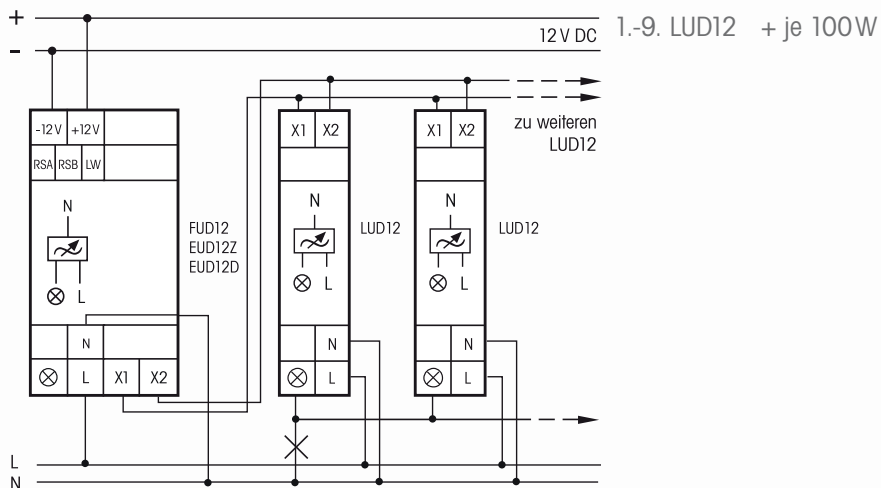 +
12 V DC
1.-9. LUD12 + je 100W
-
-12V +12V
X1 X2
X1 X2
zu weiteren
LUD12
RSA RSB LW
N
N
N
FUD12
EUD12Z
EUD12D
LUD12
LUD12
L
L
L
N
N
N
L X1 X2
L
L
L
N